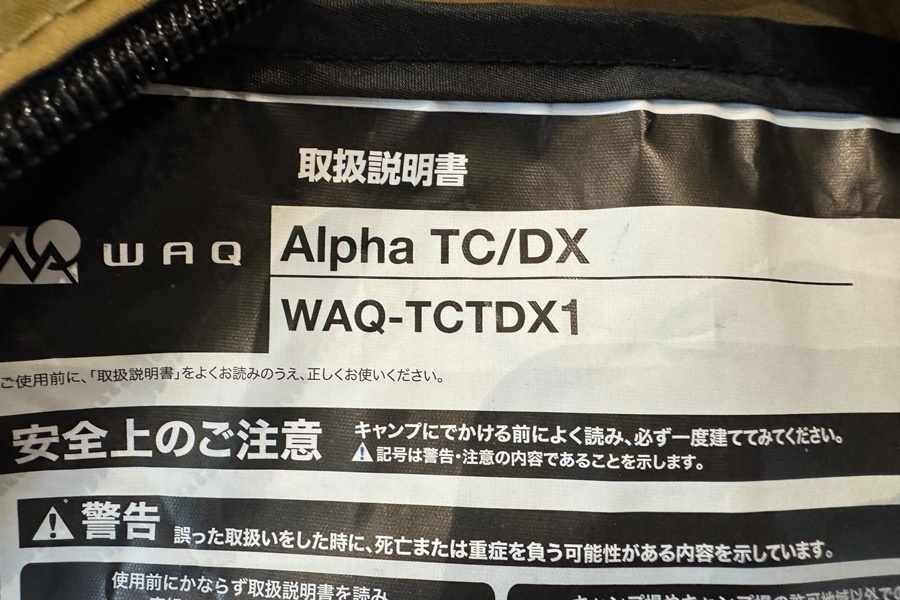 取扱説明書
WAQ
Alpha TC/DX
WAQ-TCTDX1
ご使用前に、「取扱説明書」をよくお読みのうえ、正しくお使いください。
安全上のご注意
キャンプにでかける前によく読み、必ず一度建ててみてください。
記号は警告・注意の内容であることを示します。
警告
誤った取扱いをした時に、死亡または重症を負う可能性がある内容を示しています。
使用前にかならず取扱説明書を読み